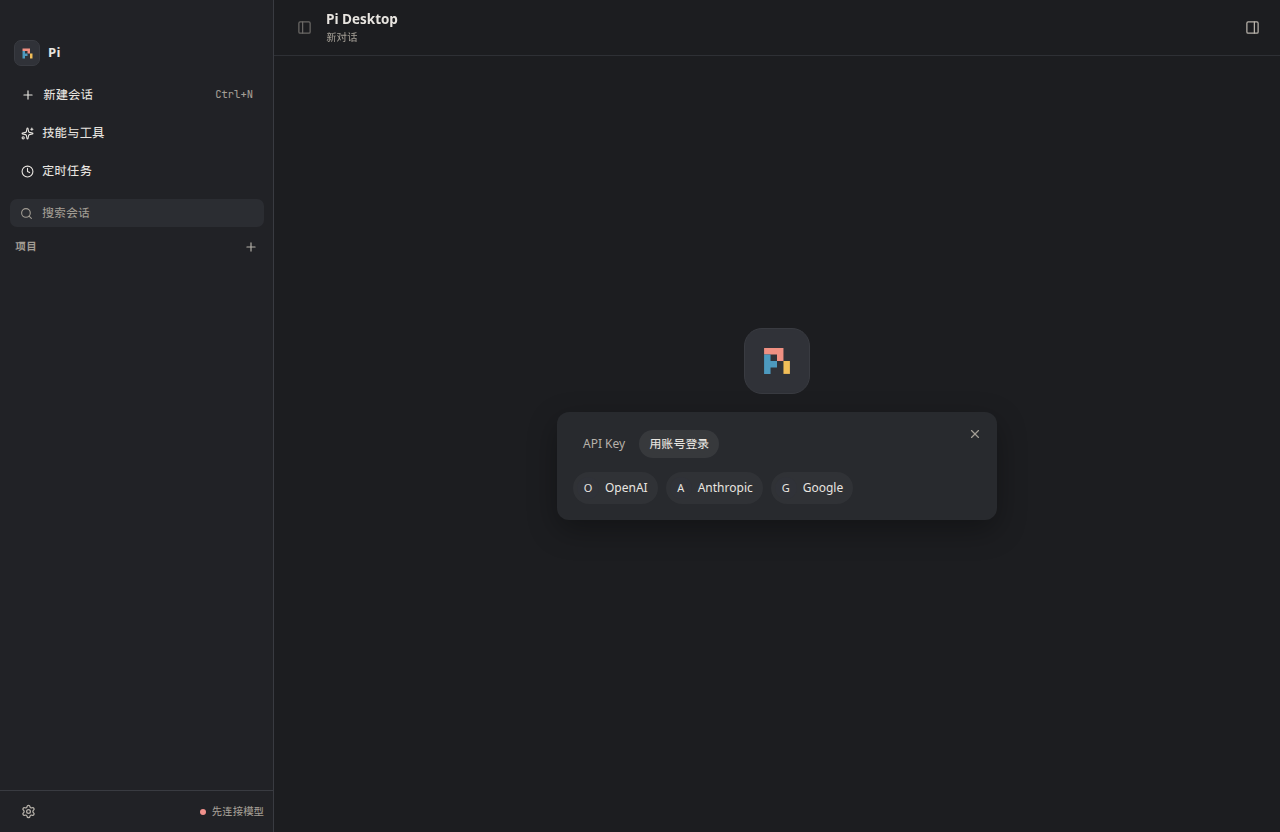 Pi
新建会话 Ctrl+N
技能与工具
定时任务
搜索会话
项目
先连接模型
Pi Desktop
新对话
API Key 用账号登录
O OpenAI A Anthropic G Google